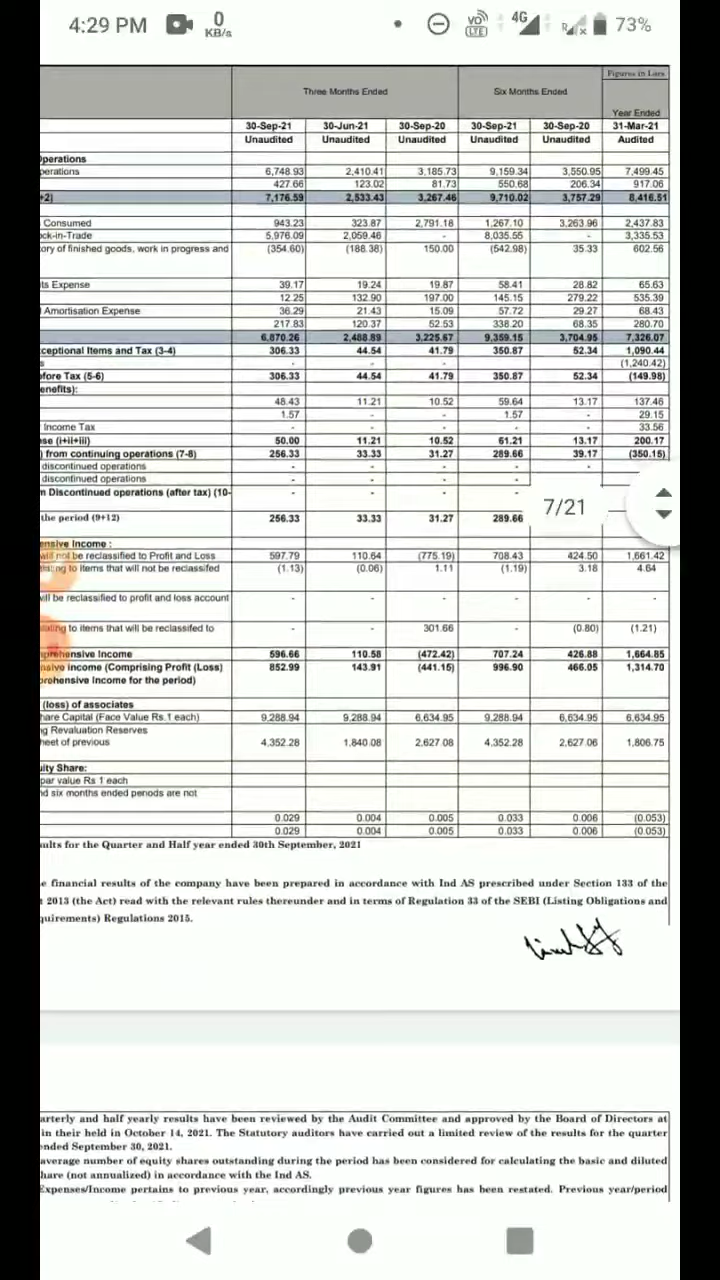 4:29 PM 0 KB/s VO LTE 4G R x 73%
Figures in Lacs
Three Months Ended Six Months Ended
Year Ended
30-Sep-21 30-Jun-21 30-Sep-20 30-Sep-21 30-Sep-20 31-Mar-21
Unaudited Unaudited Unaudited Unaudited Unaudited Audited
Operations
perations 6,748.93 2,410.41 3,185.73 9,159.34 3,550.95 7,499.45
427.66 123.02 81.73 550.68 206.34 917.06
+2) 7,176.59 2,533.43 3,267.46 9,710.02 3,757.29 8,416.51
Consumed 943.23 323.87 2,791.18 1,267.10 3,263.96 2,437.83
ck-in-Trade 5,976.09 2,059.46 - 8,035.55 - 3,335.53
ory of finished goods, work in progress and (354.60) (188.38) 150.00 (542.98) 35.33 602.56
ts Expense 39.17 19.24 19.87 58.41 28.82 65.63
12.25 132.90 197.00 145.15 279.22 535.39
Amortisation Expense 36.29 21.43 15.09 57.72 29.27 68.43
217.83 120.37 52.53 338.20 68.35 280.70
6,870.26 2,488.89 3,225.67 9,359.15 3,704.95 7,326.07
ceptional Items and Tax (3-4) 306.33 44.54 41.79 350.87 52.34 1,090.44
s - - - - - (1,240.42)
fore Tax (5-6) 306.33 44.54 41.79 350.87 52.34 (149.98)
enefits):
48.43 11.21 10.52 59.64 13.17 137.46
1.57 - - 1.57 - 29.15
Income Tax - - - - - 33.56
se (i+ii+iii) 50.00 11.21 10.52 61.21 13.17 200.17
) from continuing operations (7-8) 256.33 33.33 31.27 289.66 39.17 (350.15)
discontinued operations - - - - -
discontinued operations - - - -
n Discontinued operations (after tax) (10- - - - -
7/21
the period (9+12) 256.33 33.33 31.27 289.66
ensive Income :
will not be reclassified to Profit and Loss 597.79 110.64 (775.19) 708.43 424.50 1,661.42
lating to items that will not be reclassifed (1.13) (0.06) 1.11 (1.19) 3.18 4.64
will be reclassified to profit and loss account - - - - - -
lating to items that will be reclassifed to - - 301.66 - (0.80) (1.21)
prehensive Income 596.66 110.58 (472.42) 707.24 426.88 1,664.85
nsive income (Comprising Profit (Loss) 852.99 143.91 (441.15) 996.90 466.05 1,314.70
prehensive Income for the period)
(loss) of associates
hare Capital (Face Value Rs.1 each) 9,288.94 9,288.94 6,634.95 9,288.94 6,634.95 6,634.95
ng Revaluation Reserves
heet of previous 4,352.28 1,840.08 2,627.08 4,352.28 2,627.06 1,806.75
uity Share:
par value Rs 1 each
nd six months ended periods are not
0.029 0.004 0.005 0.033 0.006 (0.053)
0.029 0.004 0.005 0.033 0.006 (0.053)
ults for the Quarter and Half year ended 30th September, 2021
e financial results of the company have been prepared in accordance with Ind AS prescribed under Section 133 of the
2013 (the Act) read with the relevant rules thereunder and in terms of Regulation 33 of the SEBI (Listing Obligations and
quirements) Regulations 2015.
arterly and half yearly results have been reviewed by the Audit Committee and approved by the Board of Directors at
in their held in October 14, 2021. The Statutory auditors have carried out a limited review of the results for the quarter
ended September 30, 2021.
average number of equity shares outstanding during the period has been considered for calculating the basic and diluted
hare (not annualized) in accordance with the Ind AS.
Expenses/Income pertains to previous year, accordingly previous year figures has been restated. Previous year/period